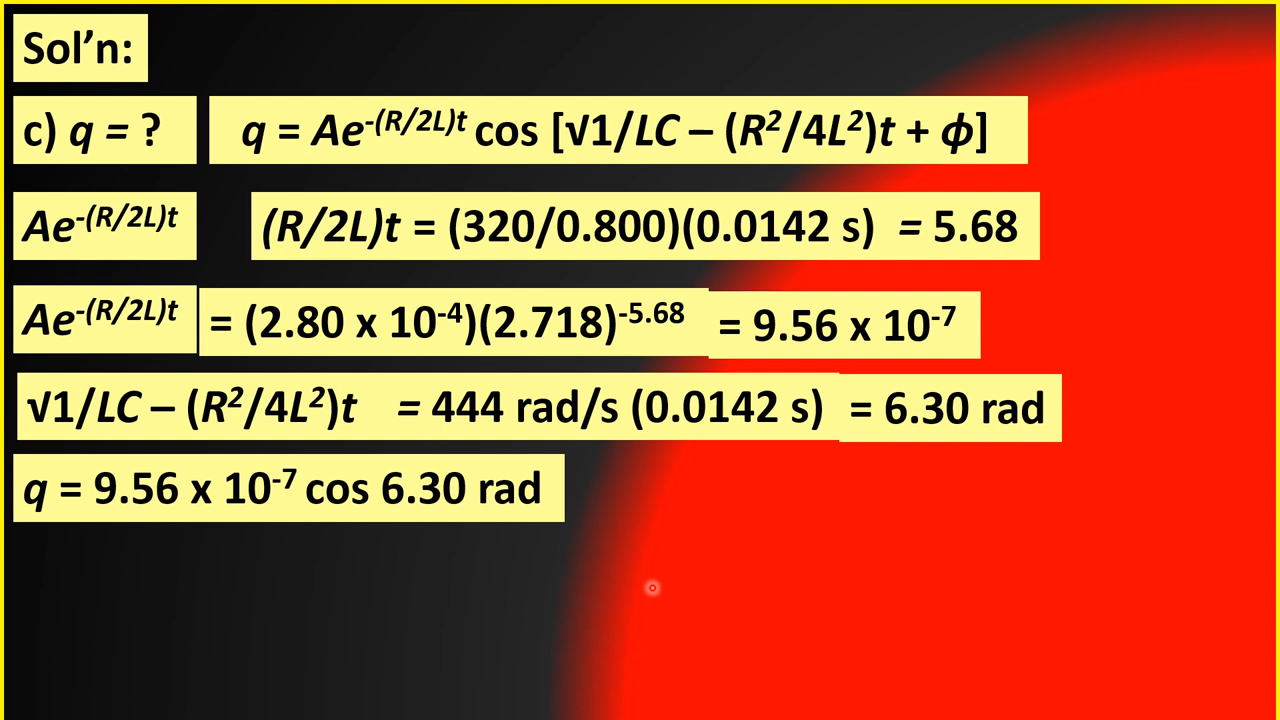 Sol’n:
c) q = ? q = Ae^-(R/2L)t cos [√1/LC – (R²/4L²)t + ϕ]
Ae^-(R/2L)t (R/2L)t = (320/0.800)(0.0142 s) = 5.68
Ae^-(R/2L)t = (2.80 x 10^-4)(2.718)^-5.68 = 9.56 x 10^-7
√1/LC – (R²/4L²)t = 444 rad/s (0.0142 s) = 6.30 rad
q = 9.56 x 10^-7 cos 6.30 rad